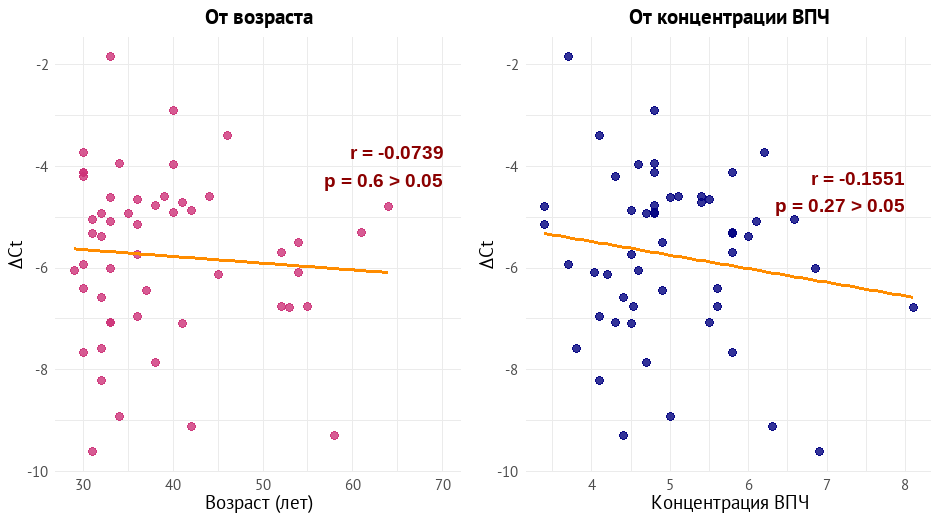 От возраста
-2
-4
-6
-8
-10
ΔCt
r = -0.0739
p = 0.6 > 0.05
30 40 50 60 70
Возраст (лет)
От концентрации ВПЧ
-2
-4
-6
-8
-10
ΔCt
r = -0.1551
p = 0.27 > 0.05
4 5 6 7 8
Концентрация ВПЧ